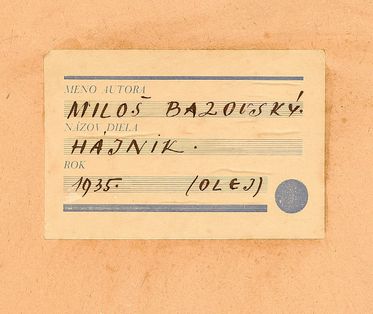 MENO AUTORA
MILOŠ BAZOVSKÝ.
NÁZOV DIELA
HÁJNIK.
ROK
1935. (OLEJ)